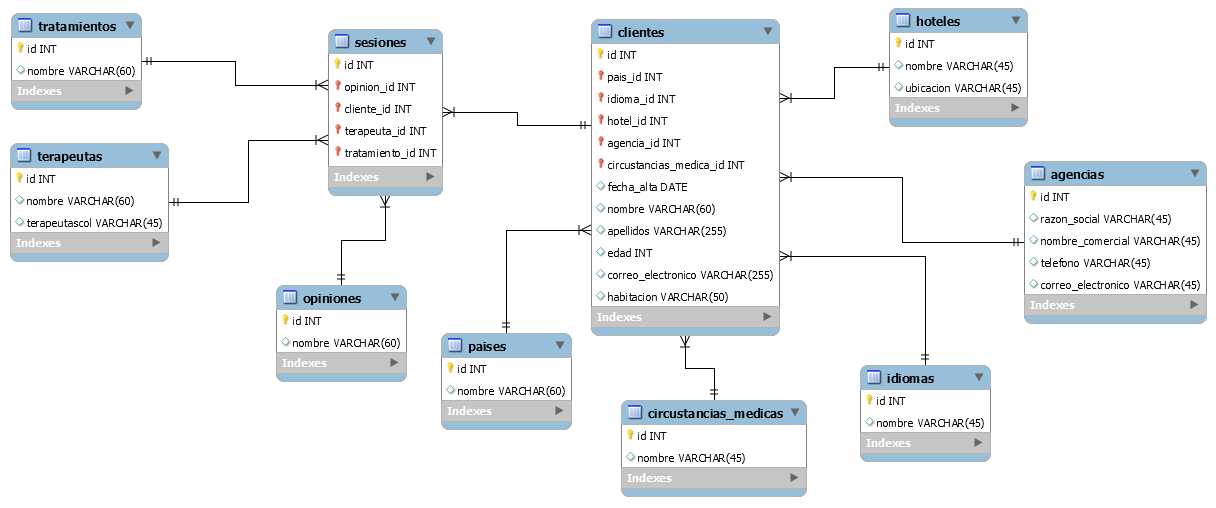 tratamientos
id INT
nombre VARCHAR(60)
Indexes
terapeutas
id INT
nombre VARCHAR(60)
terapeutascol VARCHAR(45)
Indexes
sesiones
id INT
opinion_id INT
cliente_id INT
terapeuta_id INT
tratamiento_id INT
Indexes
opiniones
id INT
nombre VARCHAR(60)
Indexes
paises
id INT
nombre VARCHAR(60)
Indexes
clientes
id INT
pais_id INT
idioma_id INT
hotel_id INT
agencia_id INT
circustancias_medica_id INT
fecha_alta DATE
nombre VARCHAR(60)
apellidos VARCHAR(255)
edad INT
correo_electronico VARCHAR(255)
habitacion VARCHAR(50)
Indexes
circustancias_medicas
id INT
nombre VARCHAR(45)
Indexes
hoteles
id INT
nombre VARCHAR(45)
ubicacion VARCHAR(45)
Indexes
agencias
id INT
razon_social VARCHAR(45)
nombre_comercial VARCHAR(45)
telefono VARCHAR(45)
correo_electronico VARCHAR(45)
Indexes
idiomas
id INT
nombre VARCHAR(45)
Indexes